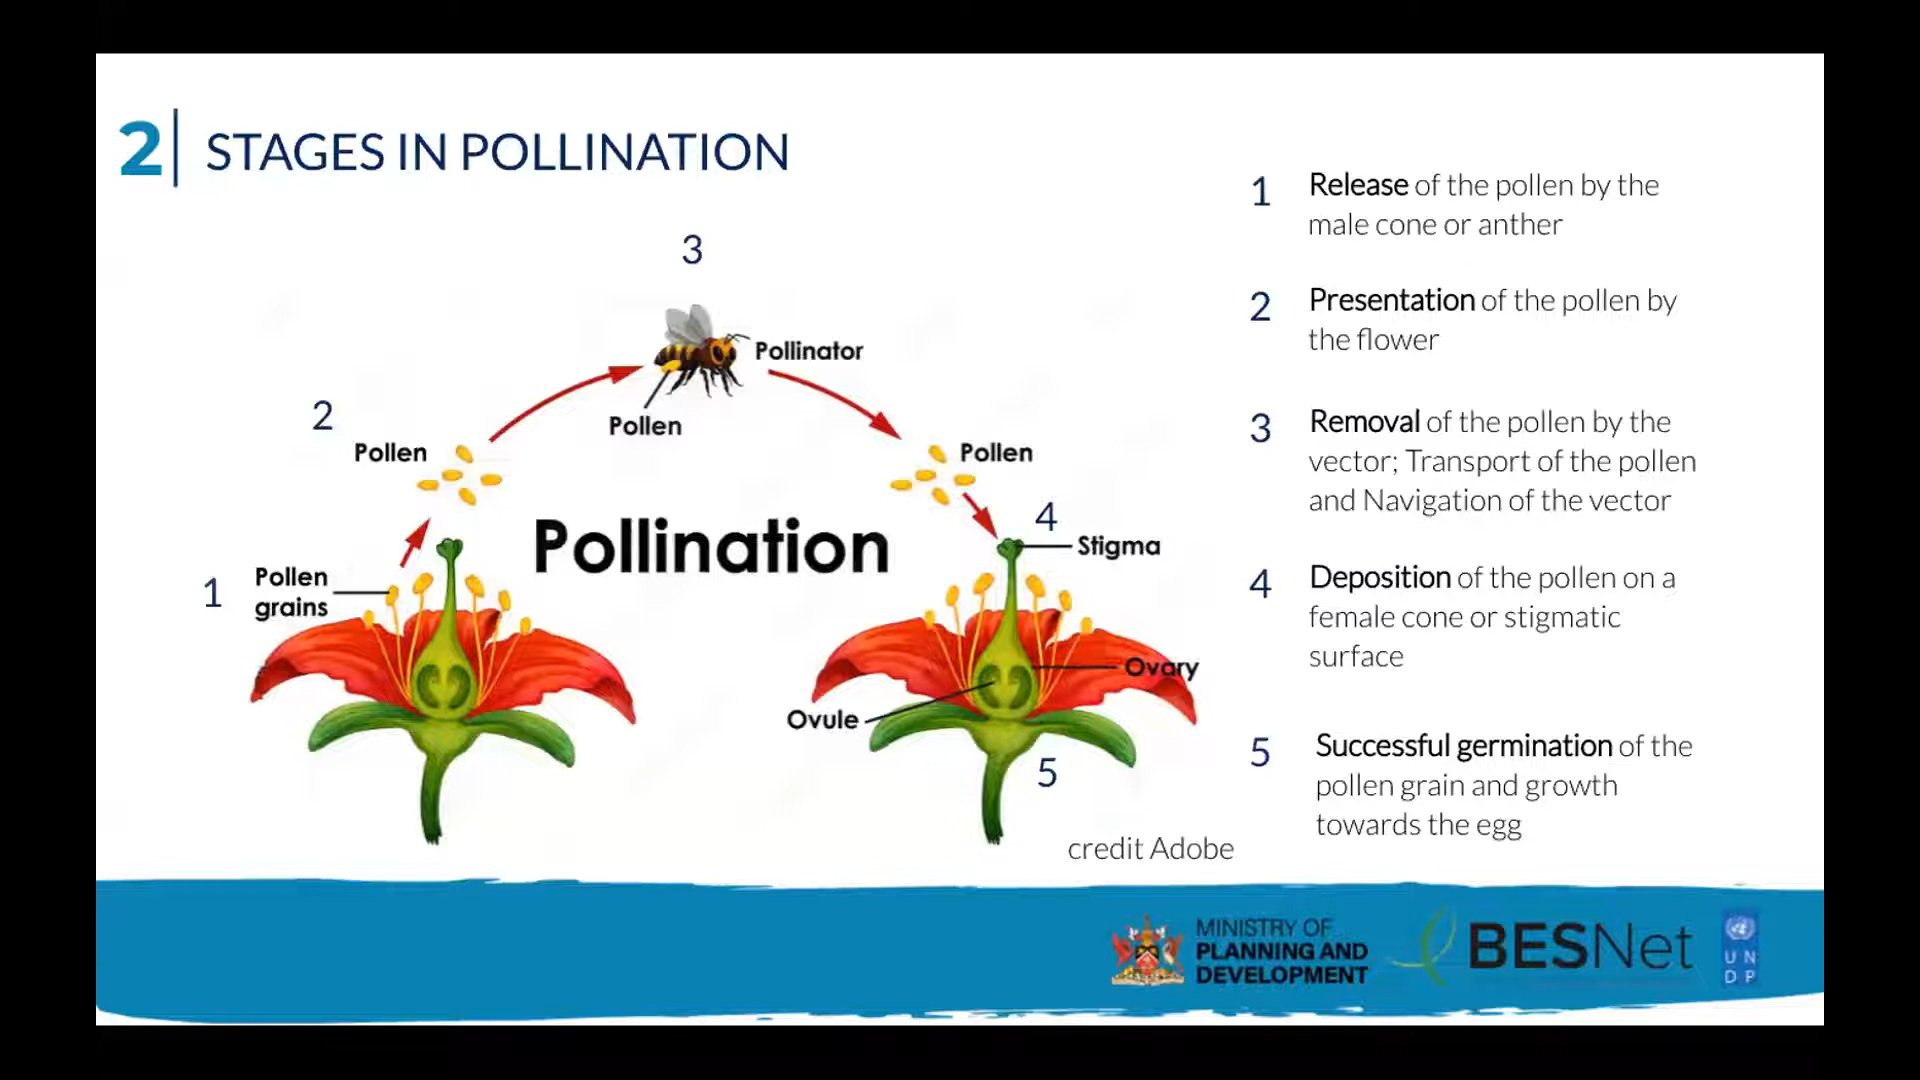 2 STAGES IN POLLINATION
3
Pollinator
Pollen
2
Pollen
Pollen
Pollination
4
Stigma
1
Pollen
grains
Ovary
Ovule
5
credit Adobe
1 Release of the pollen by the
male cone or anther
2 Presentation of the pollen by
the flower
3 Removal of the pollen by the
vector; Transport of the pollen
and Navigation of the vector
4 Deposition of the pollen on a
female cone or stigmatic
surface
5 Successful germination of the
pollen grain and growth
towards the egg
MINISTRY OF
PLANNING AND
DEVELOPMENT
BESNet
U N
D P